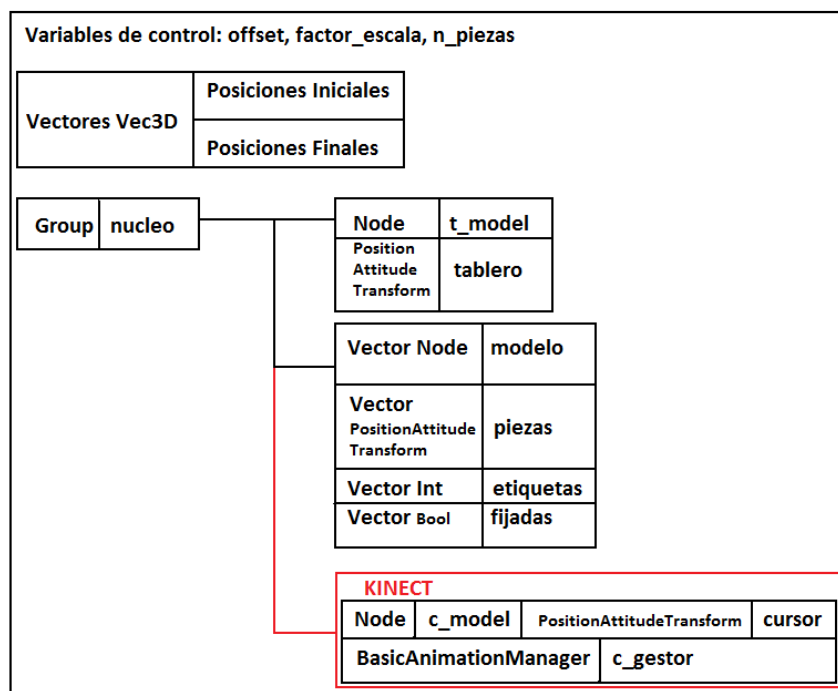 Variables de control: offset, factor_escala, n_piezas
Vectores Vec3D
Posiciones Iniciales
Posiciones Finales
Group nucleo
Node t_model
Position
Attitude
Transform
tablero
Vector Node modelo
Vector
PositionAttitude
Transform
piezas
Vector Int etiquetas
Vector Bool fijadas
KINECT
Node c_model PositionAttitudeTransform cursor
BasicAnimationManager c_gestor